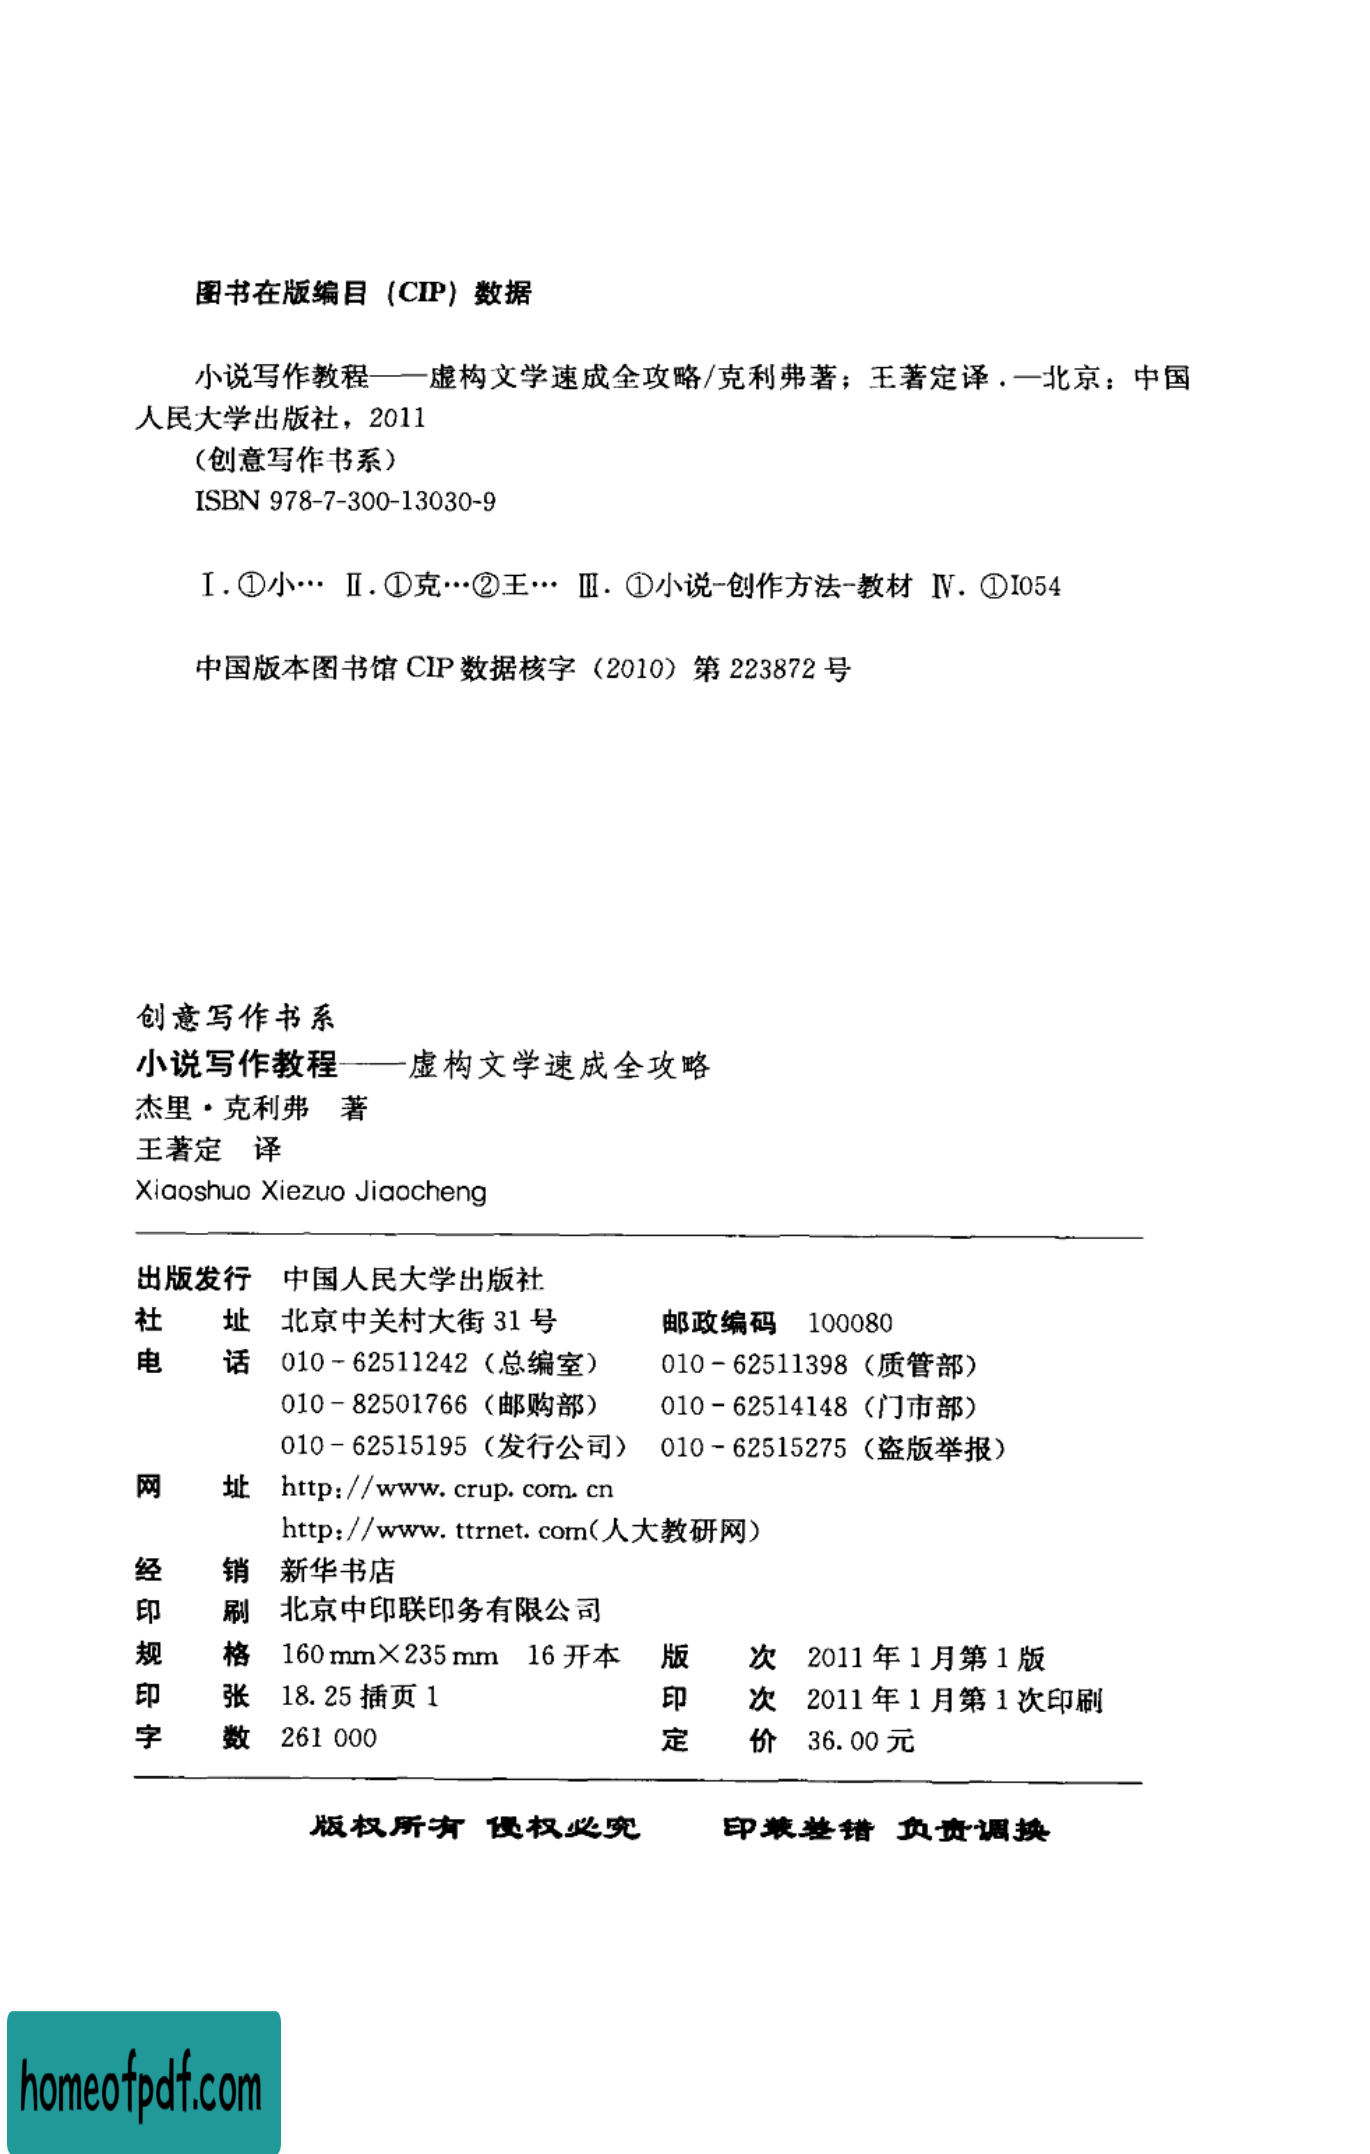 图书在版编目（CIP）数据
小说写作教程——虚构文学速成全攻略/克利弗著；王著定译．—北京：中国
人民大学出版社，2011
（创意写作书系）
ISBN 978-7-300-13030-9
Ⅰ．①小… Ⅱ．①克…②王… Ⅲ．①小说-创作方法-教材 Ⅳ．①I054
中国版本图书馆 CIP 数据核字（2010）第 223872 号
创意写作书系
小说写作教程——虚构文学速成全攻略
杰里·克利弗 著
王著定 译
Xiaoshuo Xiezuo Jiaocheng
出版发行 中国人民大学出版社
社 址 北京中关村大街 31 号 邮政编码 100080
电 话 010－62511242（总编室） 010－62511398（质管部）
010－82501766（邮购部） 010－62514148（门市部）
010－62515195（发行公司） 010－62515275（盗版举报）
网 址 http://www.crup.com.cn
http://www.ttrnet.com(人大教研网)
经 销 新华书店
印 刷 北京中印联印务有限公司
规 格 160 mm×235 mm 16 开本 版 次 2011 年 1 月第 1 版
印 张 18.25 插页 1 印 次 2011 年 1 月第 1 次印刷
字 数 261 000 定 价 36.00 元
版权所有 侵权必究 印装差错 负责调换
homeofpdf.com